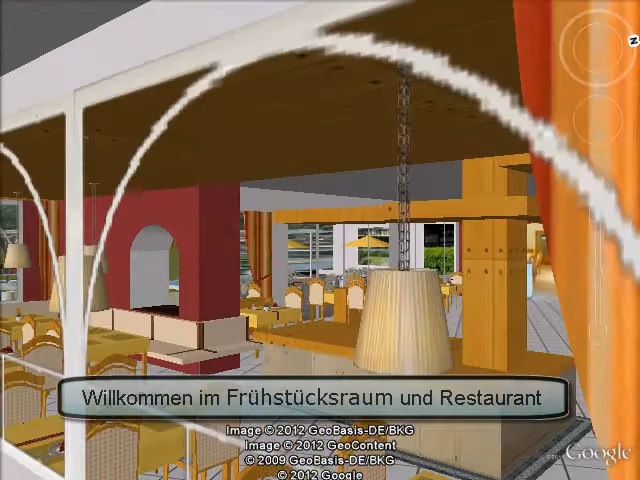 Willkommen im Frühstücksraum und Restaurant
Image © 2012 GeoBasis-DE/BKG
Image © 2012 GeoContent
© 2009 GeoBasis-DE/BKG
© 2012 Google
Google